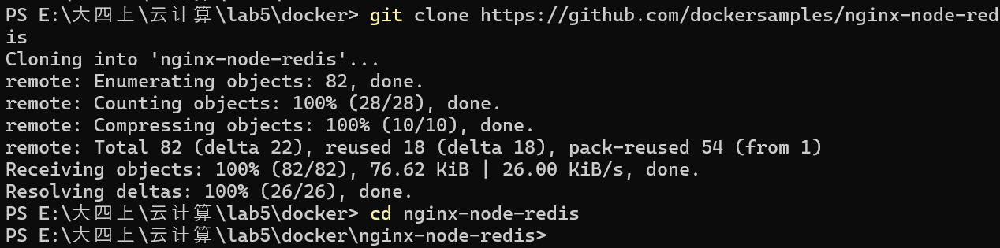 PS E:\大四上\云计算\lab5\docker> git clone https://github.com/dockersamples/nginx-node-red
is
Cloning into 'nginx-node-redis'...
remote: Enumerating objects: 82, done.
remote: Counting objects: 100% (28/28), done.
remote: Compressing objects: 100% (10/10), done.
remote: Total 82 (delta 22), reused 18 (delta 18), pack-reused 54 (from 1)
Receiving objects: 100% (82/82), 76.62 KiB | 26.00 KiB/s, done.
Resolving deltas: 100% (26/26), done.
PS E:\大四上\云计算\lab5\docker> cd nginx-node-redis
PS E:\大四上\云计算\lab5\docker\nginx-node-redis>